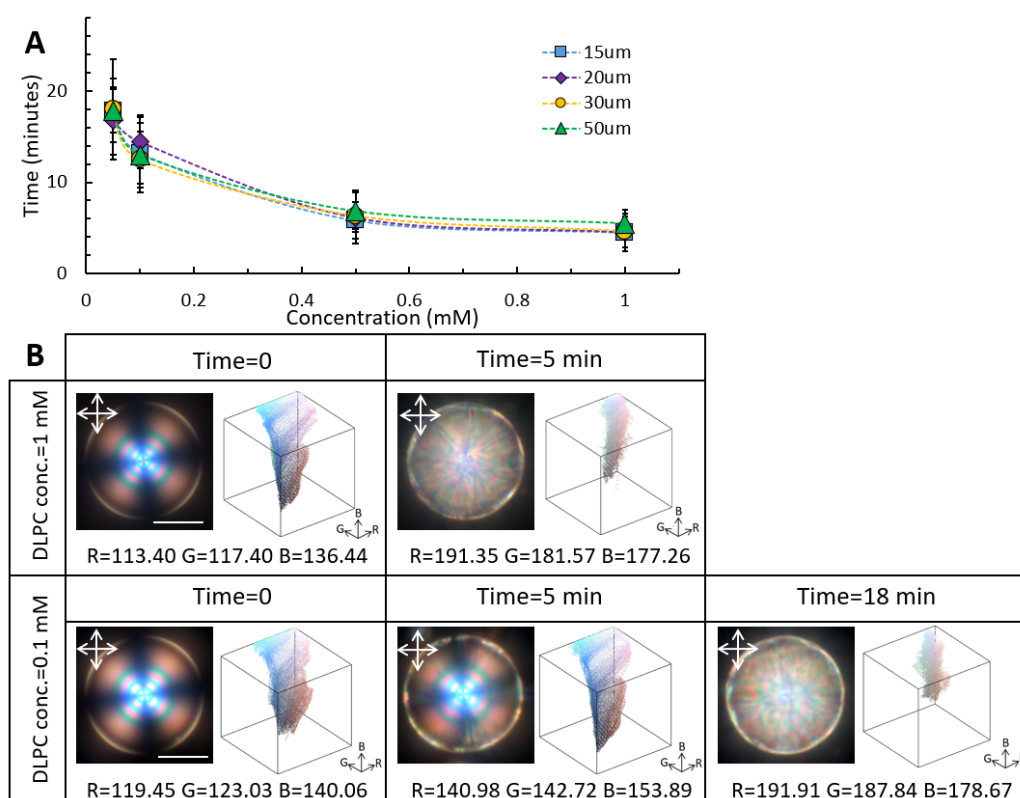 A
Time (minutes)
20
10
0
0
0.2
0.4
0.6
0.8
1
Concentration (mM)
15um
20um
30um
50um
B
Time=0
Time=5 min
DLPC conc.=1 mM
B
G
R
B
G
R
R=113.40 G=117.40 B=136.44
R=191.35 G=181.57 B=177.26
Time=0
Time=5 min
Time=18 min
DLPC conc.=0.1 mM
B
G
R
B
G
R
B
G
R
R=119.45 G=123.03 B=140.06
R=140.98 G=142.72 B=153.89
R=191.91 G=187.84 B=178.67